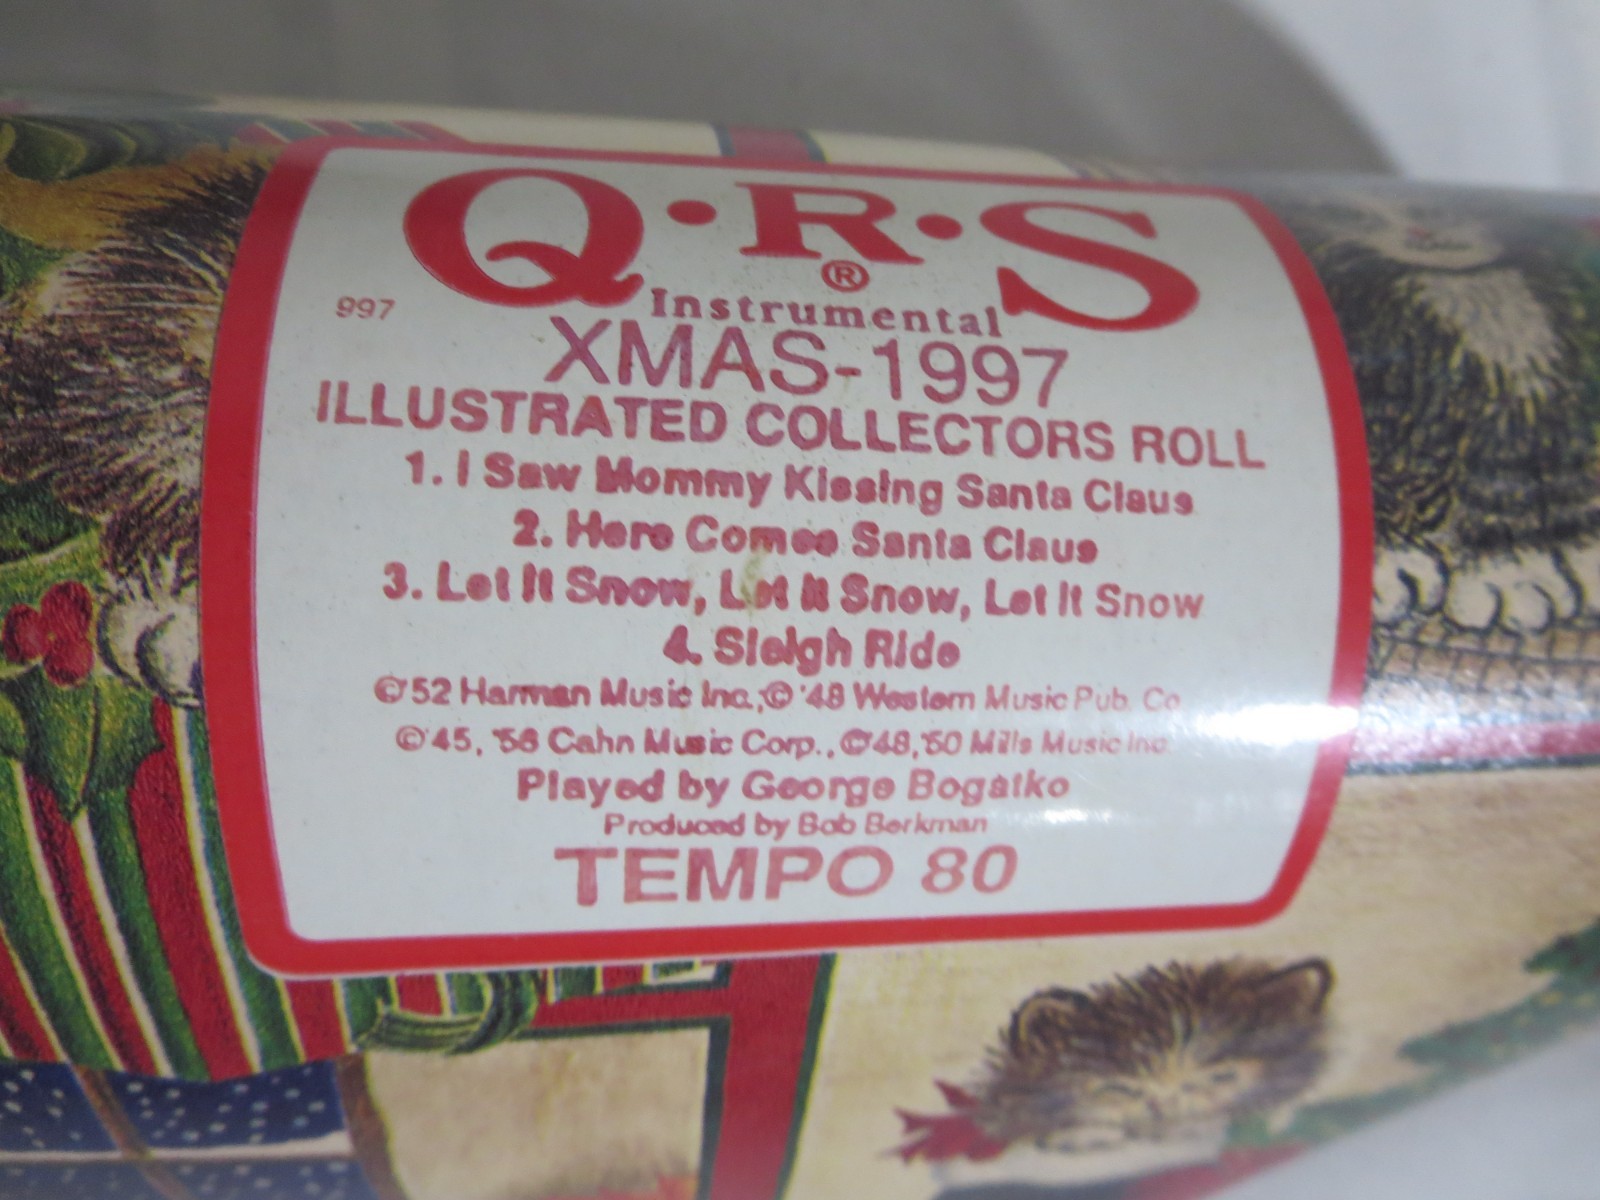 Q·R·S
®
Instrumental
997
XMAS-1997
ILLUSTRATED COLLECTORS ROLL
1. I Saw Mommy Kissing Santa Claus
2. Here Comes Santa Claus
3. Let It Snow, Let It Snow, Let It Snow
4. Sleigh Ride
©'52 Harman Music Inc.,© '48 Western Music Pub. Co.
©'45, '56 Cahn Music Corp., ©'48,'50 Mills Music Inc.
Played by George Bogatko
Produced by Bob Berkman
TEMPO 80